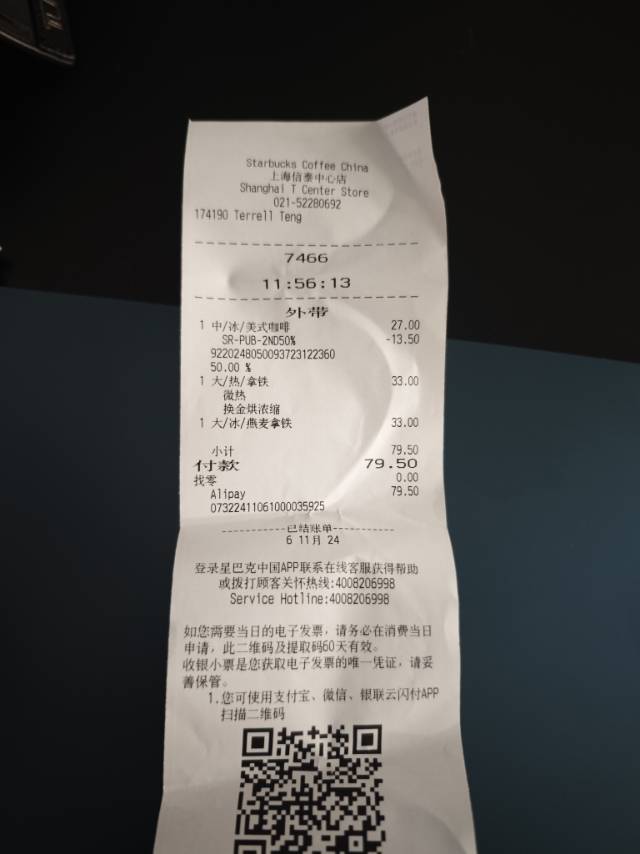 Starbucks Coffee China
上海信泰中心店
Shanghai T Center Store
021-52280692
174190 Terrell Teng
7466
11:56:13
外带
1 中/冰/美式咖啡 27.00
SR-PUB-2ND50% -13.50
9220248050093723122360
50.00 %
1 大/热/拿铁 33.00
微热
换金烘浓缩
1 大/冰/燕麦拿铁 33.00
小计 79.50
付款 79.50
找零 0.00
Alipay 79.50
07322411061000035925
-----------已结账单-----------
6 11月 24
登录星巴克中国APP联系在线客服获得帮助
或拨打顾客关怀热线:4008206998
Service Hotline:4008206998
如您需要当日的电子发票，请务必在消费当日
申请，此二维码及提取码60天有效。
收银小票是您获取电子发票的唯一凭证，请妥
善保管。
1.您可使用支付宝、微信、银联云闪付APP
扫描二维码